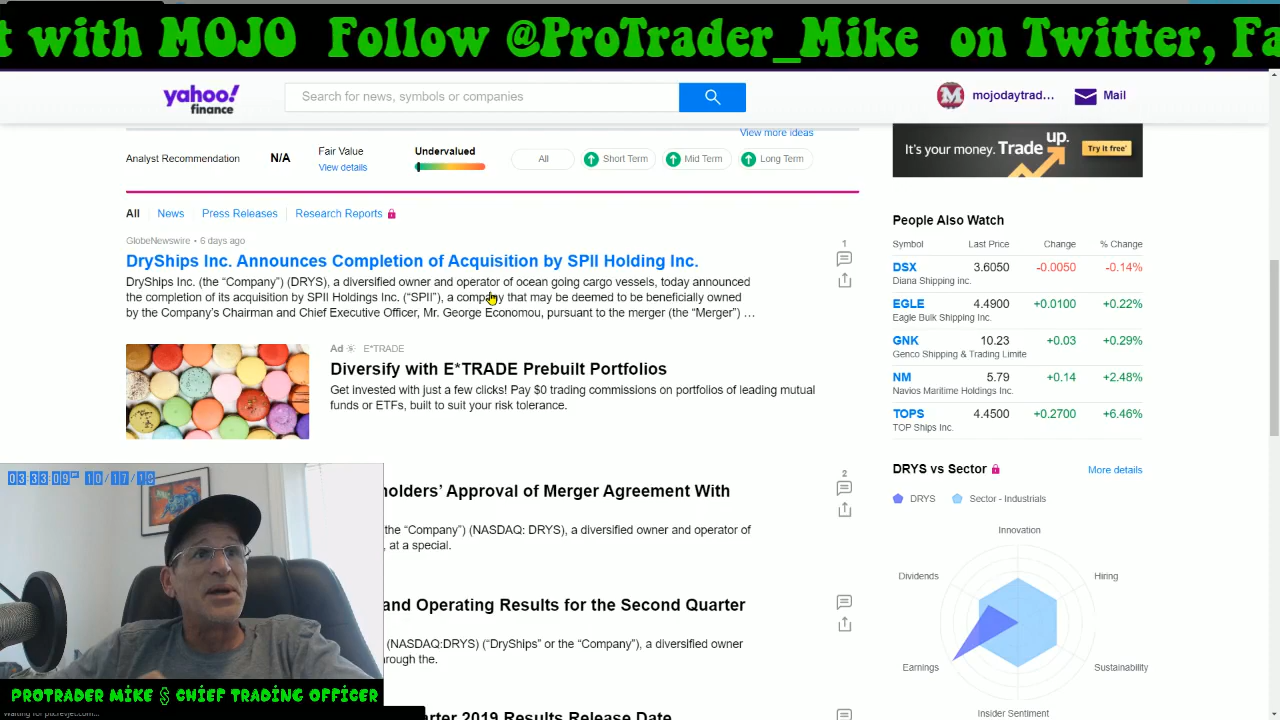 t with MOJO Follow @ProTrader_Mike on Twitter, Fa
yahoo!
finance
Search for news, symbols or companies
mojodaytrad...
Mail
View more ideas
Analyst Recommendation N/A
Fair Value
View details
Undervalued
All
Short Term
Mid Term
Long Term
It's your money. Trade up.
Try it free*
All News Press Releases Research Reports
GlobeNewswire • 6 days ago
DryShips Inc. Announces Completion of Acquisition by SPII Holding Inc.
DryShips Inc. (the “Company”) (DRYS), a diversified owner and operator of ocean going cargo vessels, today announced
the completion of its acquisition by SPII Holdings Inc. (“SPII”), a company that may be deemed to be beneficially owned
by the Company’s Chairman and Chief Executive Officer, Mr. George Economou, pursuant to the merger (the “Merger”) …
1
Ad E*TRADE
Diversify with E*TRADE Prebuilt Portfolios
Get invested with just a few clicks! Pay $0 trading commissions on portfolios of leading mutual
funds or ETFs, built to suit your risk tolerance.
2
holders’ Approval of Merger Agreement With
the “Company”) (NASDAQ: DRYS), a diversified owner and operator of
, at a special.
and Operating Results for the Second Quarter
(NASDAQ:DRYS) (“DryShips” or the “Company”), a diversified owner
rough the.
arter 2019 Results Release Date
People Also Watch
Symbol Last Price Change % Change
DSX 3.6050 -0.0050 -0.14%
Diana Shipping inc.
EGLE 4.4900 +0.0100 +0.22%
Eagle Bulk Shipping Inc.
GNK 10.23 +0.03 +0.29%
Genco Shipping & Trading Limite
NM 5.79 +0.14 +2.48%
Navios Maritime Holdings Inc.
TOPS 4.4500 +0.2700 +6.46%
TOP Ships Inc.
DRYS vs Sector More details
DRYS Sector - Industrials
Innovation
Dividends
Hiring
Earnings
Sustainability
Insider Sentiment
03:33:09 PM 10/17/19
PROTRADER MIKE $ CHIEF TRADING OFFICER